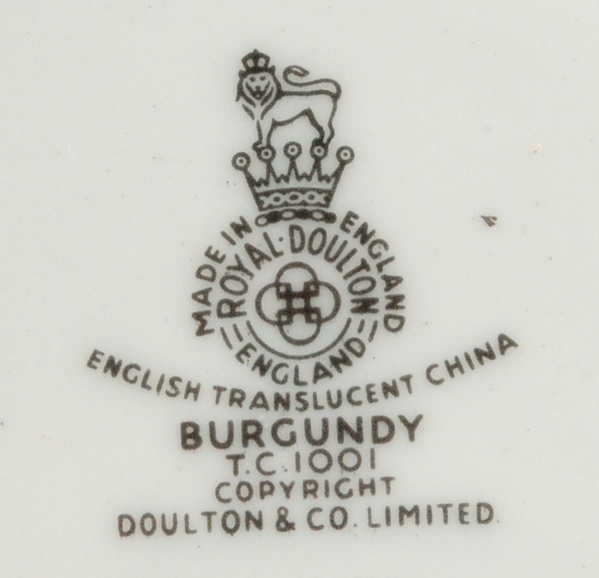 MADE IN ENGLAND
ROYAL·DOULTON
ENGLAND
ENGLISH TRANSLUCENT CHINA
BURGUNDY
T.C.1001
COPYRIGHT
DOULTON & CO. LIMITED.